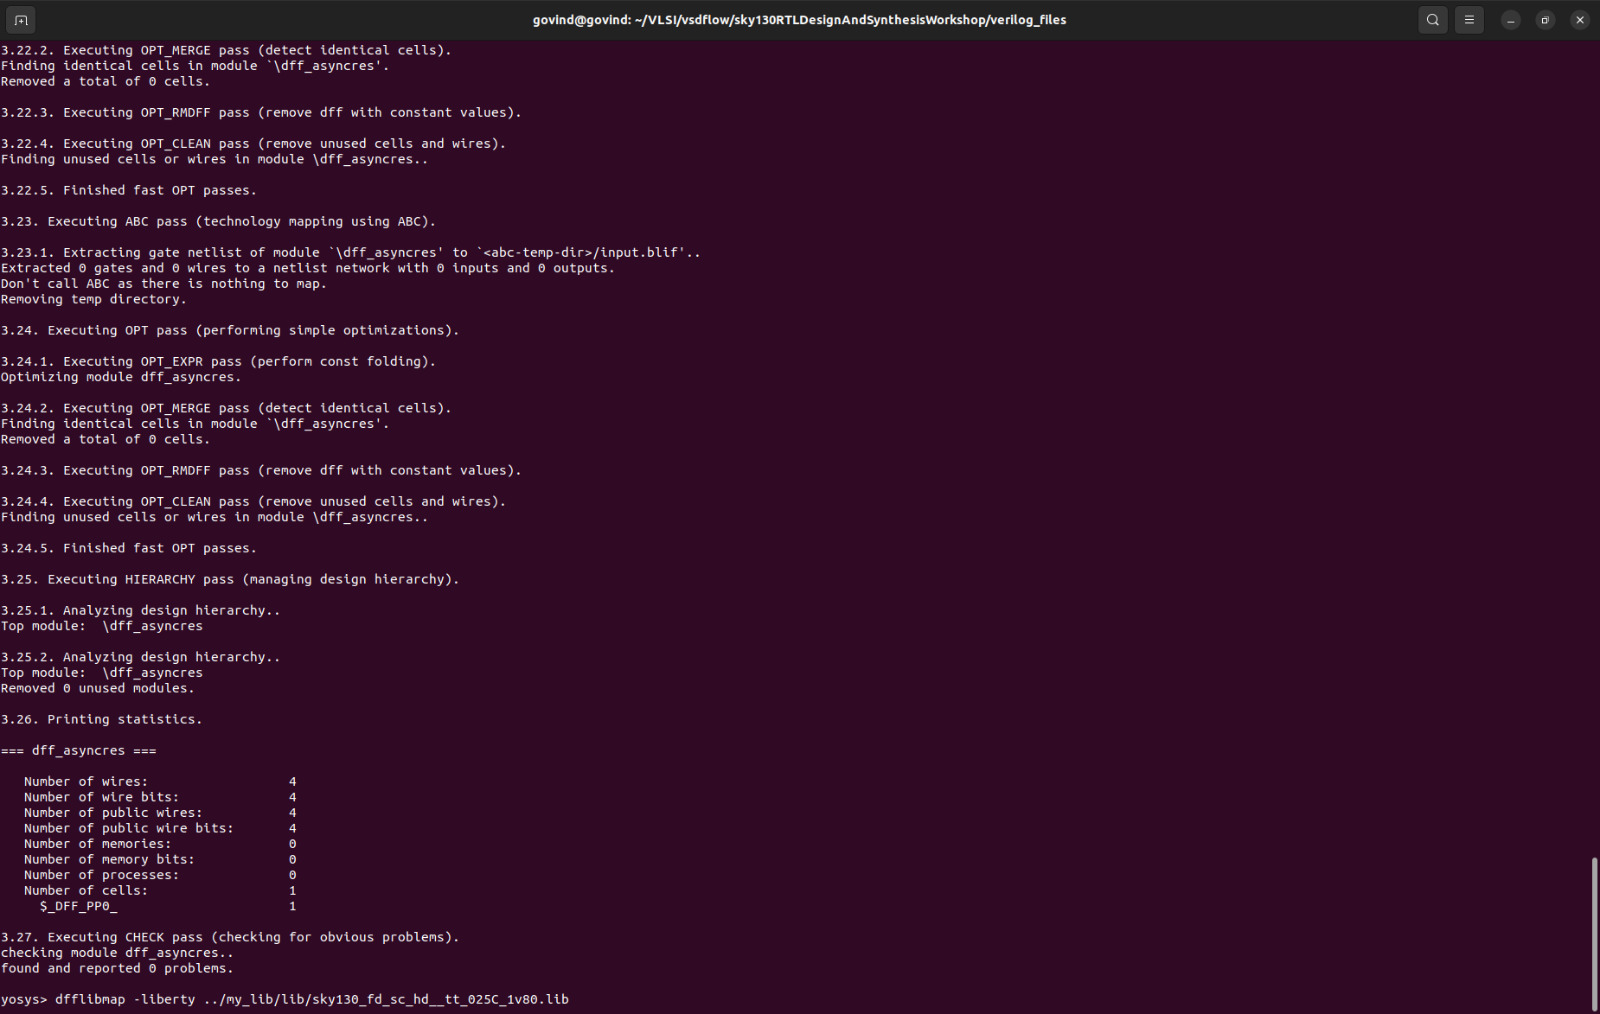 govind@govind: ~/VLSI/vsdflow/sky130RTLDesignAndSynthesisWorkshop/verilog_files
3.22.2. Executing OPT_MERGE pass (detect identical cells).
Finding identical cells in module `\dff_asyncres'.
Removed a total of 0 cells.
3.22.3. Executing OPT_RMDFF pass (remove dff with constant values).
3.22.4. Executing OPT_CLEAN pass (remove unused cells and wires).
Finding unused cells or wires in module \dff_asyncres..
3.22.5. Finished fast OPT passes.
3.23. Executing ABC pass (technology mapping using ABC).
3.23.1. Extracting gate netlist of module `\dff_asyncres' to `<abc-temp-dir>/input.blif'..
Extracted 0 gates and 0 wires to a netlist network with 0 inputs and 0 outputs.
Don't call ABC as there is nothing to map.
Removing temp directory.
3.24. Executing OPT pass (performing simple optimizations).
3.24.1. Executing OPT_EXPR pass (perform const folding).
Optimizing module dff_asyncres.
3.24.2. Executing OPT_MERGE pass (detect identical cells).
Finding identical cells in module `\dff_asyncres'.
Removed a total of 0 cells.
3.24.3. Executing OPT_RMDFF pass (remove dff with constant values).
3.24.4. Executing OPT_CLEAN pass (remove unused cells and wires).
Finding unused cells or wires in module \dff_asyncres..
3.24.5. Finished fast OPT passes.
3.25. Executing HIERARCHY pass (managing design hierarchy).
3.25.1. Analyzing design hierarchy..
Top module:  \dff_asyncres
3.25.2. Analyzing design hierarchy..
Top module:  \dff_asyncres
Removed 0 unused modules.
3.26. Printing statistics.
=== dff_asyncres ===
Number of wires: 4
Number of wire bits: 4
Number of public wires: 4
Number of public wire bits: 4
Number of memories: 0
Number of memory bits: 0
Number of processes: 0
Number of cells: 1
$_DFF_PP0_ 1
3.27. Executing CHECK pass (checking for obvious problems).
checking module dff_asyncres..
found and reported 0 problems.
yosys> dfflibmap -liberty ../my_lib/lib/sky130_fd_sc_hd__tt_025C_1v80.lib